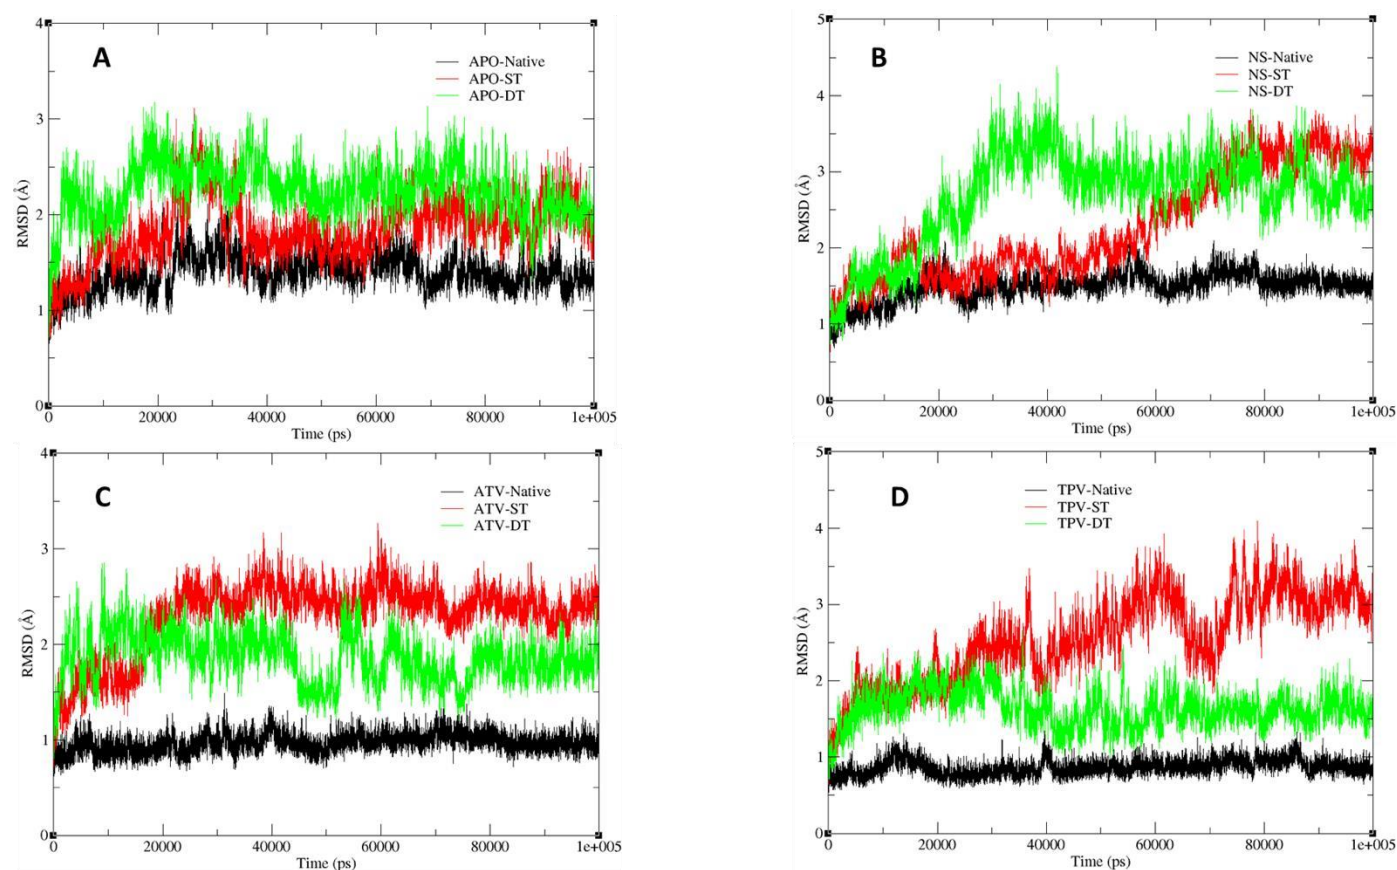 A
APO-Native
APO-ST
APO-DT
RMSD (Å)
4
3
2
1
0
0 20000 40000 60000 80000 1e+005
Time (ps)
B
NS-Native
NS-ST
NS-DT
RMSD (Å)
5
4
3
2
1
0
0 20000 40000 60000 80000 1e+005
Time (ps)
C
ATV-Native
ATV-ST
ATV-DT
RMSD (Å)
4
3
2
1
0
0 20000 40000 60000 80000 1e+005
Time (ps)
D
TPV-Native
TPV-ST
TPV-DT
RMSD (Å)
5
4
3
2
1
0
0 20000 40000 60000 80000 1e+005
Time (ps)